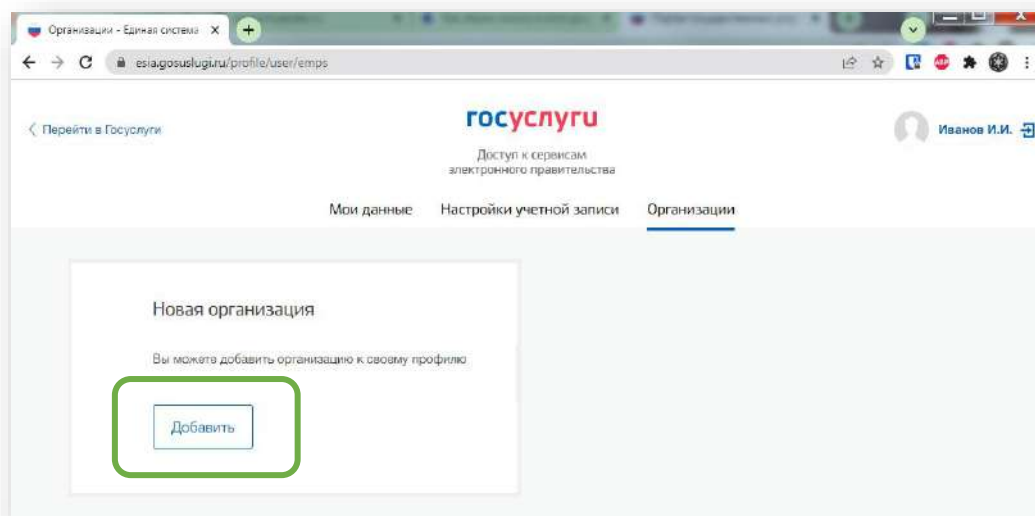 Организации - Единая система
esia.gosuslugi.ru/profile/user/emps
ABP
Перейти в Госуслуги
госуслуги
Иванов И.И.
Доступ к сервисам
электронного правительства
Мои данные Настройки учетной записи Организации
Новая организация
Вы можете добавить организацию к своему профилю
Добавить